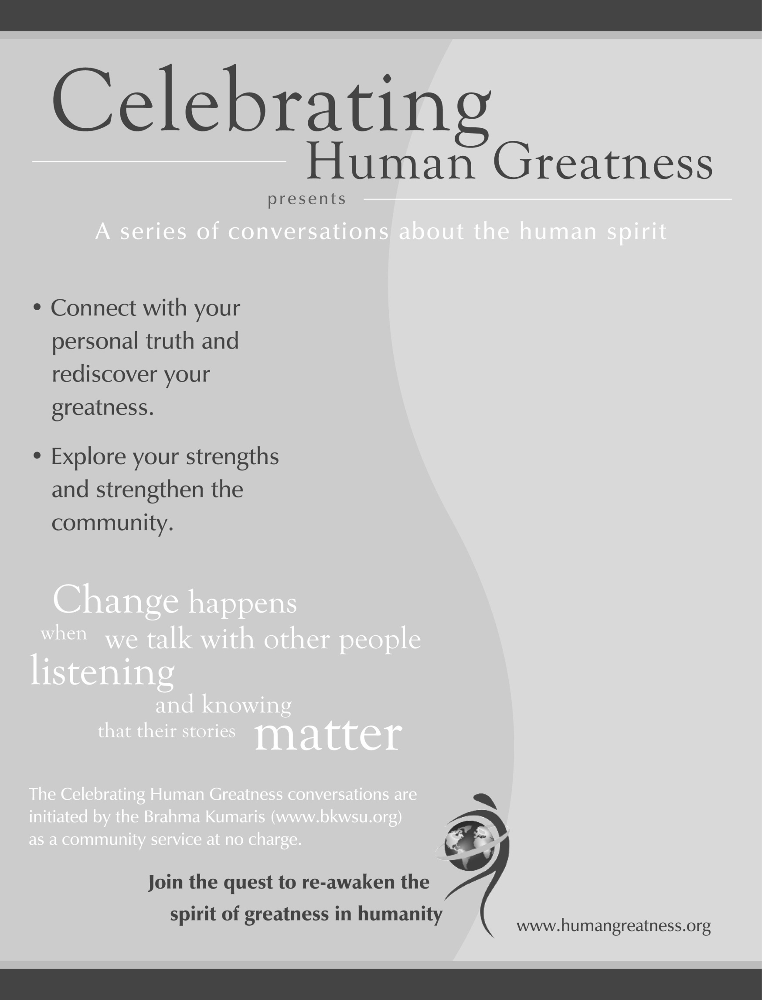 Celebrating
Human Greatness
presents
A series of conversations about the human spirit
• Connect with your
personal truth and
rediscover your
greatness.
• Explore your strengths
and strengthen the
community.
Change happens
when we talk with other people
listening
and knowing
that their stories matter
The Celebrating Human Greatness conversations are
initiated by the Brahma Kumaris (www.bkwsu.org)
as a community service at no charge.
Join the quest to re-awaken the
spirit of greatness in humanity
www.humangreatness.org